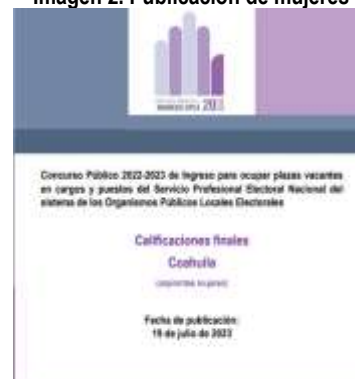 Imagen 2. Publicación de mujeres
Concurso Público 2022-2023 de Ingreso para ocupar plazas vacantes
en cargos y puestos del Servicio Profesional Electoral Nacional del
sistema de los Organismos Públicos Locales Electorales
Calificaciones finales
Coahuila
(aspirantes mujeres)
Fecha de publicación:
19 de julio de 2023